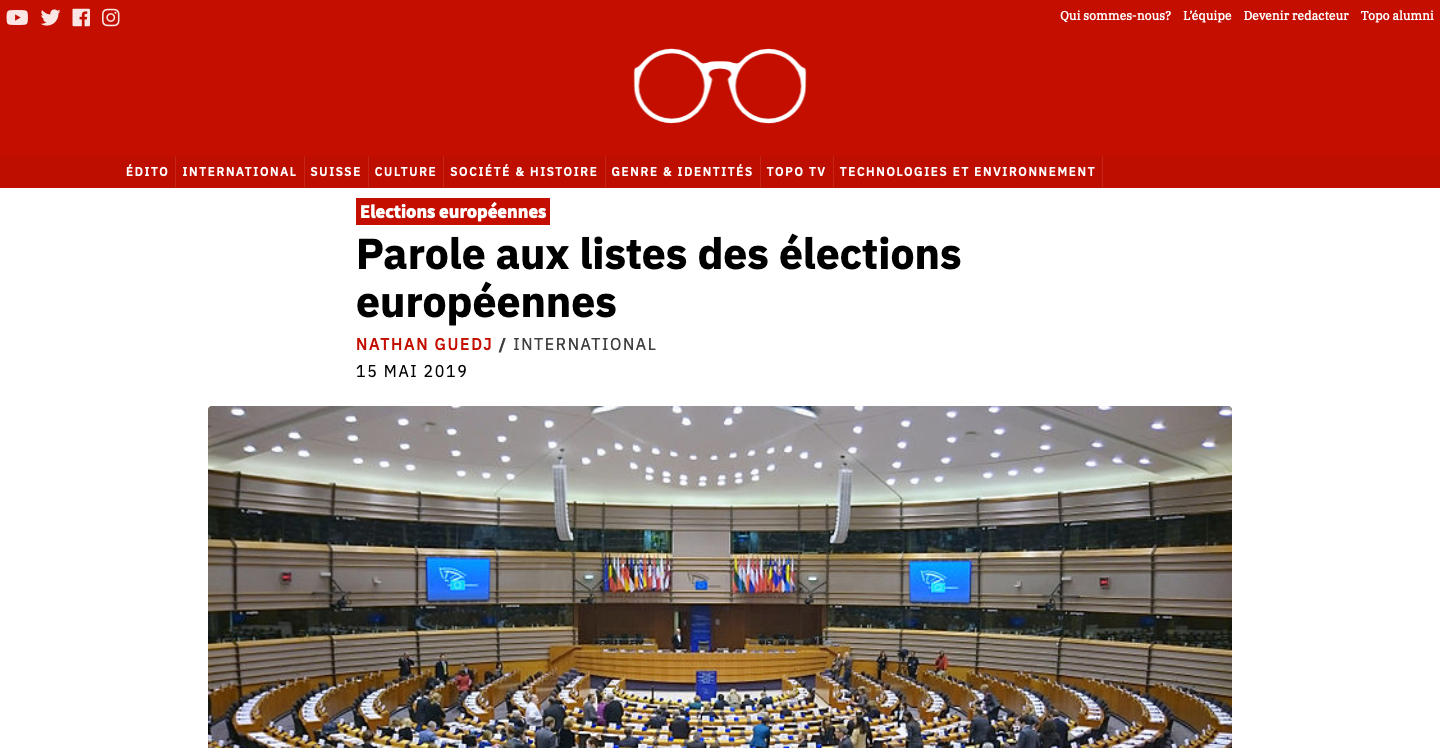 Qui sommes-nous? L'équipe Devenir redacteur Topo alumni
ÉDITO INTERNATIONAL SUISSE CULTURE SOCIÉTÉ & HISTOIRE GENRE & IDENTITÉS TOPO TV TECHNOLOGIES ET ENVIRONNEMENT
Elections européennes
Parole aux listes des élections
européennes
NATHAN GUEDJ / INTERNATIONAL
15 MAI 2019